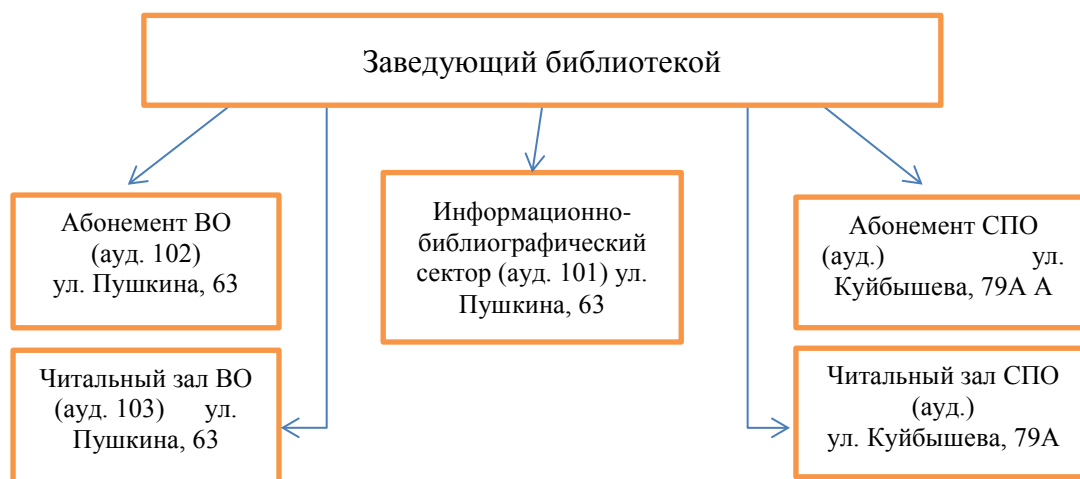 Заведующий библиотекой
Абонемент ВО
(ауд. 102)
ул. Пушкина, 63
Информационно-
библиографический
сектор (ауд. 101) ул.
Пушкина, 63
Абонемент СПО
(ауд.) ул.
Куйбышева, 79А А
Читальный зал ВО
(ауд. 103) ул.
Пушкина, 63
Читальный зал СПО
(ауд.)
ул. Куйбышева, 79А